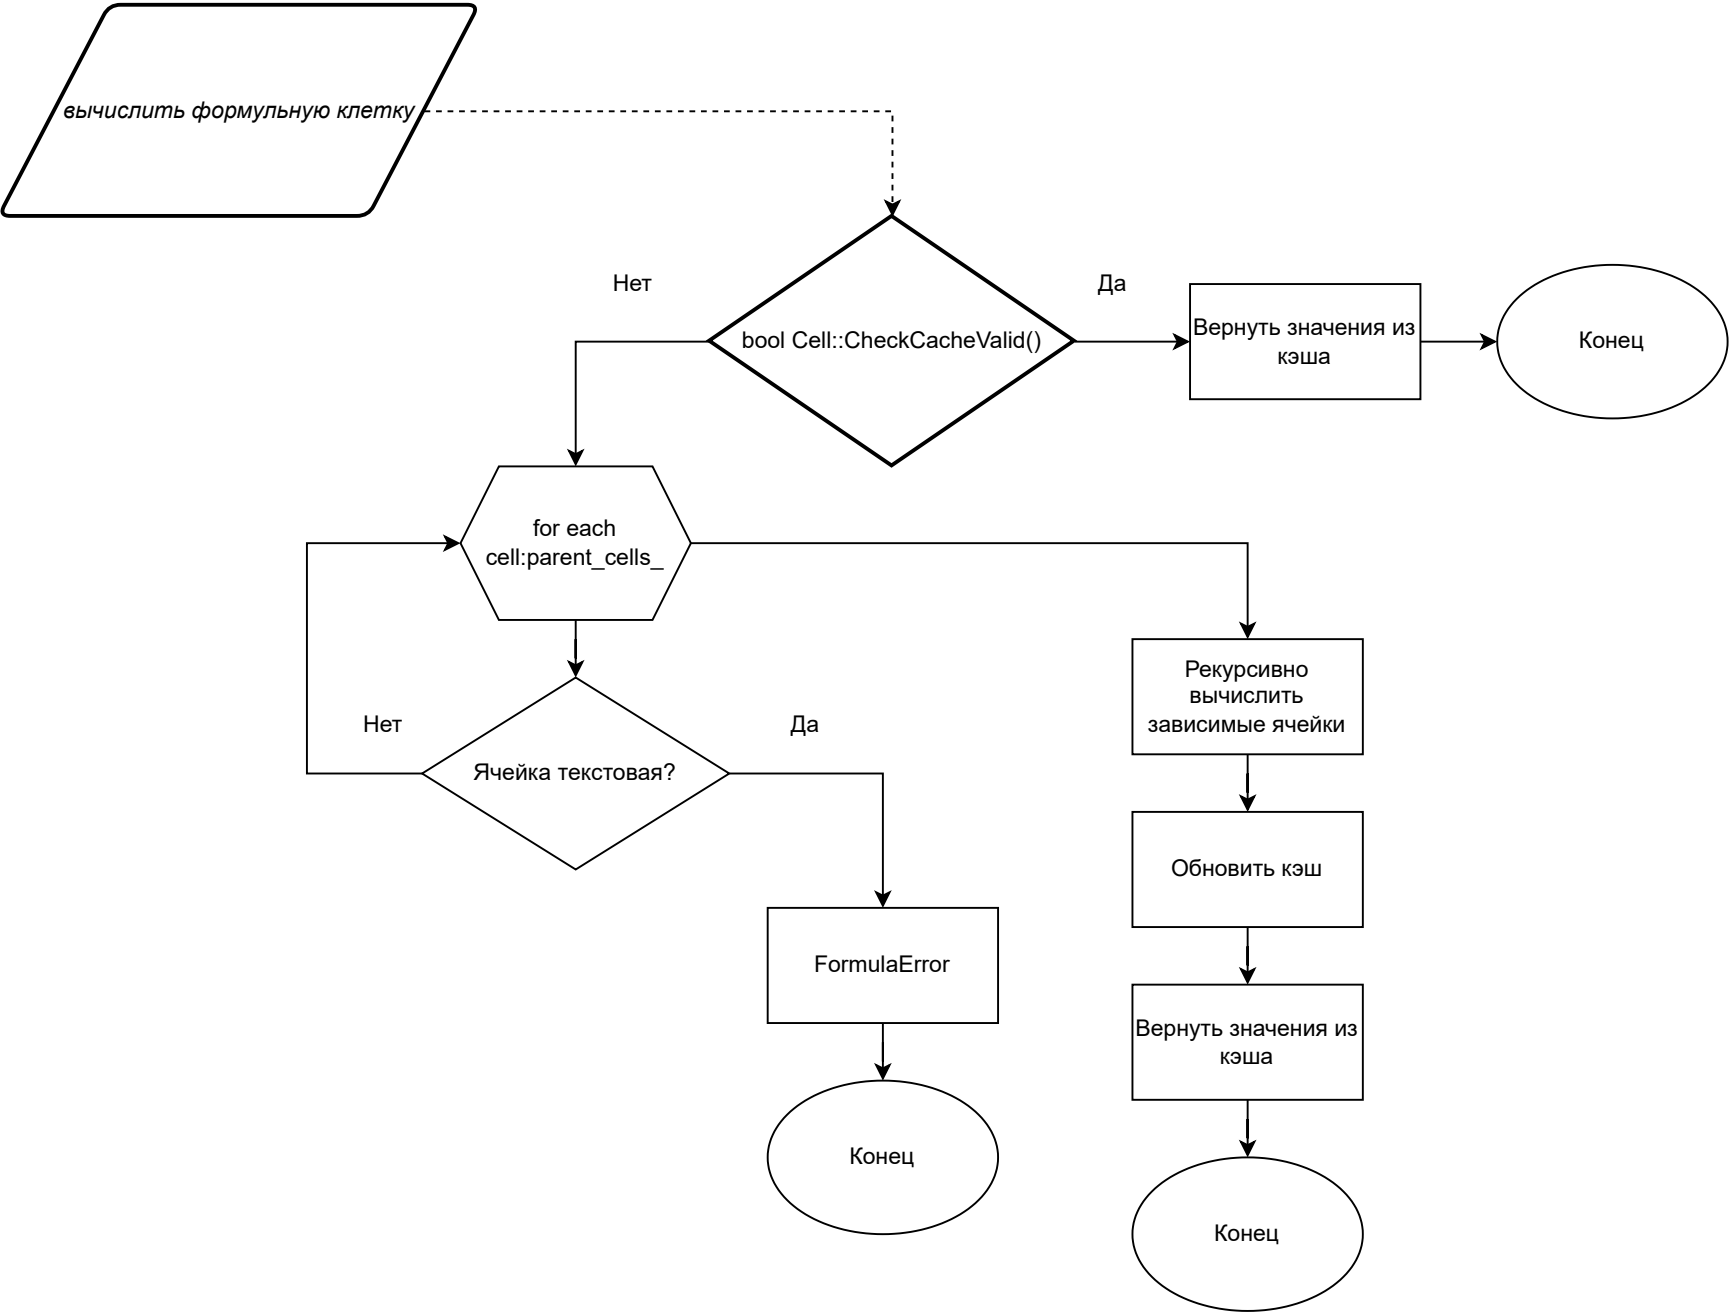 вычислить формульную клетку
Нет
Да
bool Cell::CheckCacheValid()
Вернуть значения из
кэша
Конец
for each
cell:parent_cells_
Рекурсивно
вычислить
зависимые ячейки
Нет
Да
Ячейка текстовая?
Обновить кэш
FormulaError
Вернуть значения из
кэша
Конец
Конец